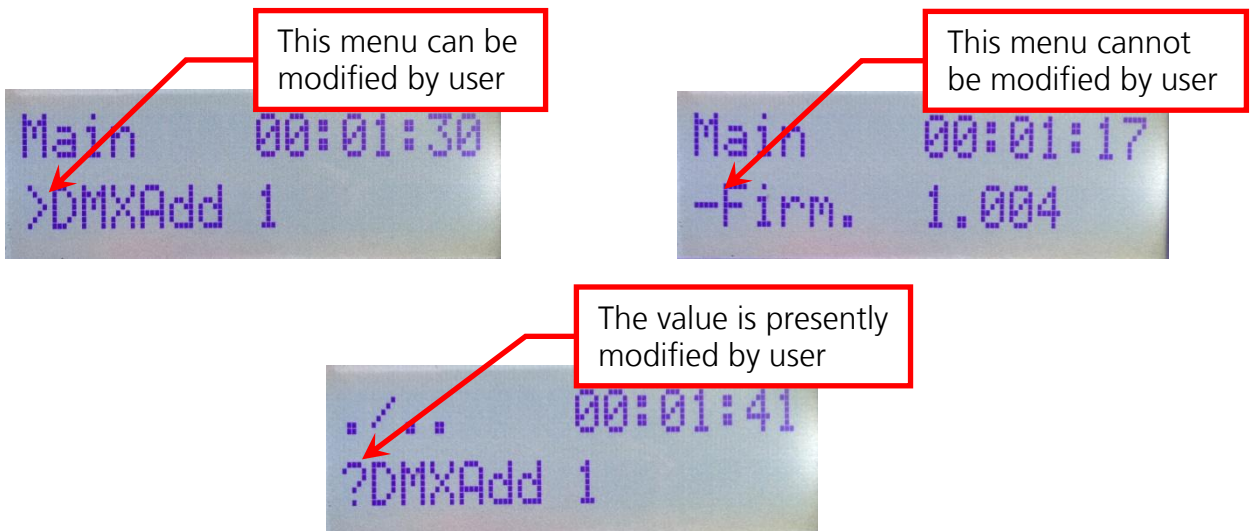 This menu can be
modified by user
Main 00:01:30
>DMXAdd 1
This menu cannot
be modified by user
Main 00:01:17
-Firm. 1.004
The value is presently
modified by user
./.. 00:01:41
?DMXAdd 1